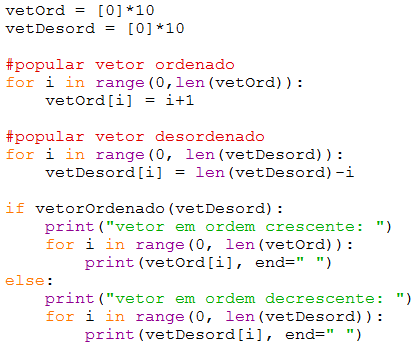 vetOrd = [0]*10
vetDesord = [0]*10
#popular vetor ordenado
for i in range(0,len(vetOrd)):
    vetOrd[i] = i+1
#popular vetor desordenado
for i in range(0, len(vetDesord)):
    vetDesord[i] = len(vetDesord)-i
if vetorOrdenado(vetDesord):
    print("vetor em ordem crescente: ")
    for i in range(0, len(vetOrd)):
        print(vetOrd[i], end=" ")
else:
    print("vetor em ordem decrescente: ")
    for i in range(0, len(vetDesord)):
        print(vetDesord[i], end=" ")